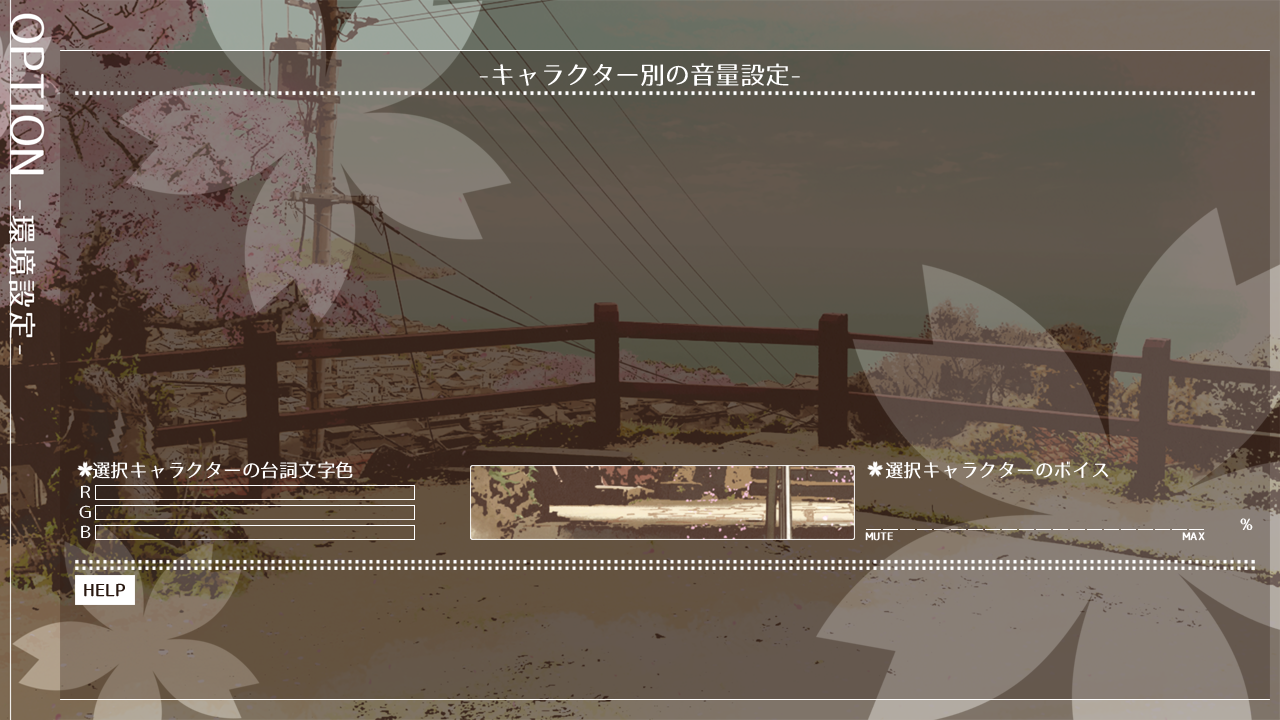 OPTION -環境設定-
-キャラクター別の音量設定-
✽選択キャラクターの台詞文字色
R
G
B
✽選択キャラクターのボイス
%
MUTE MAX
HELP